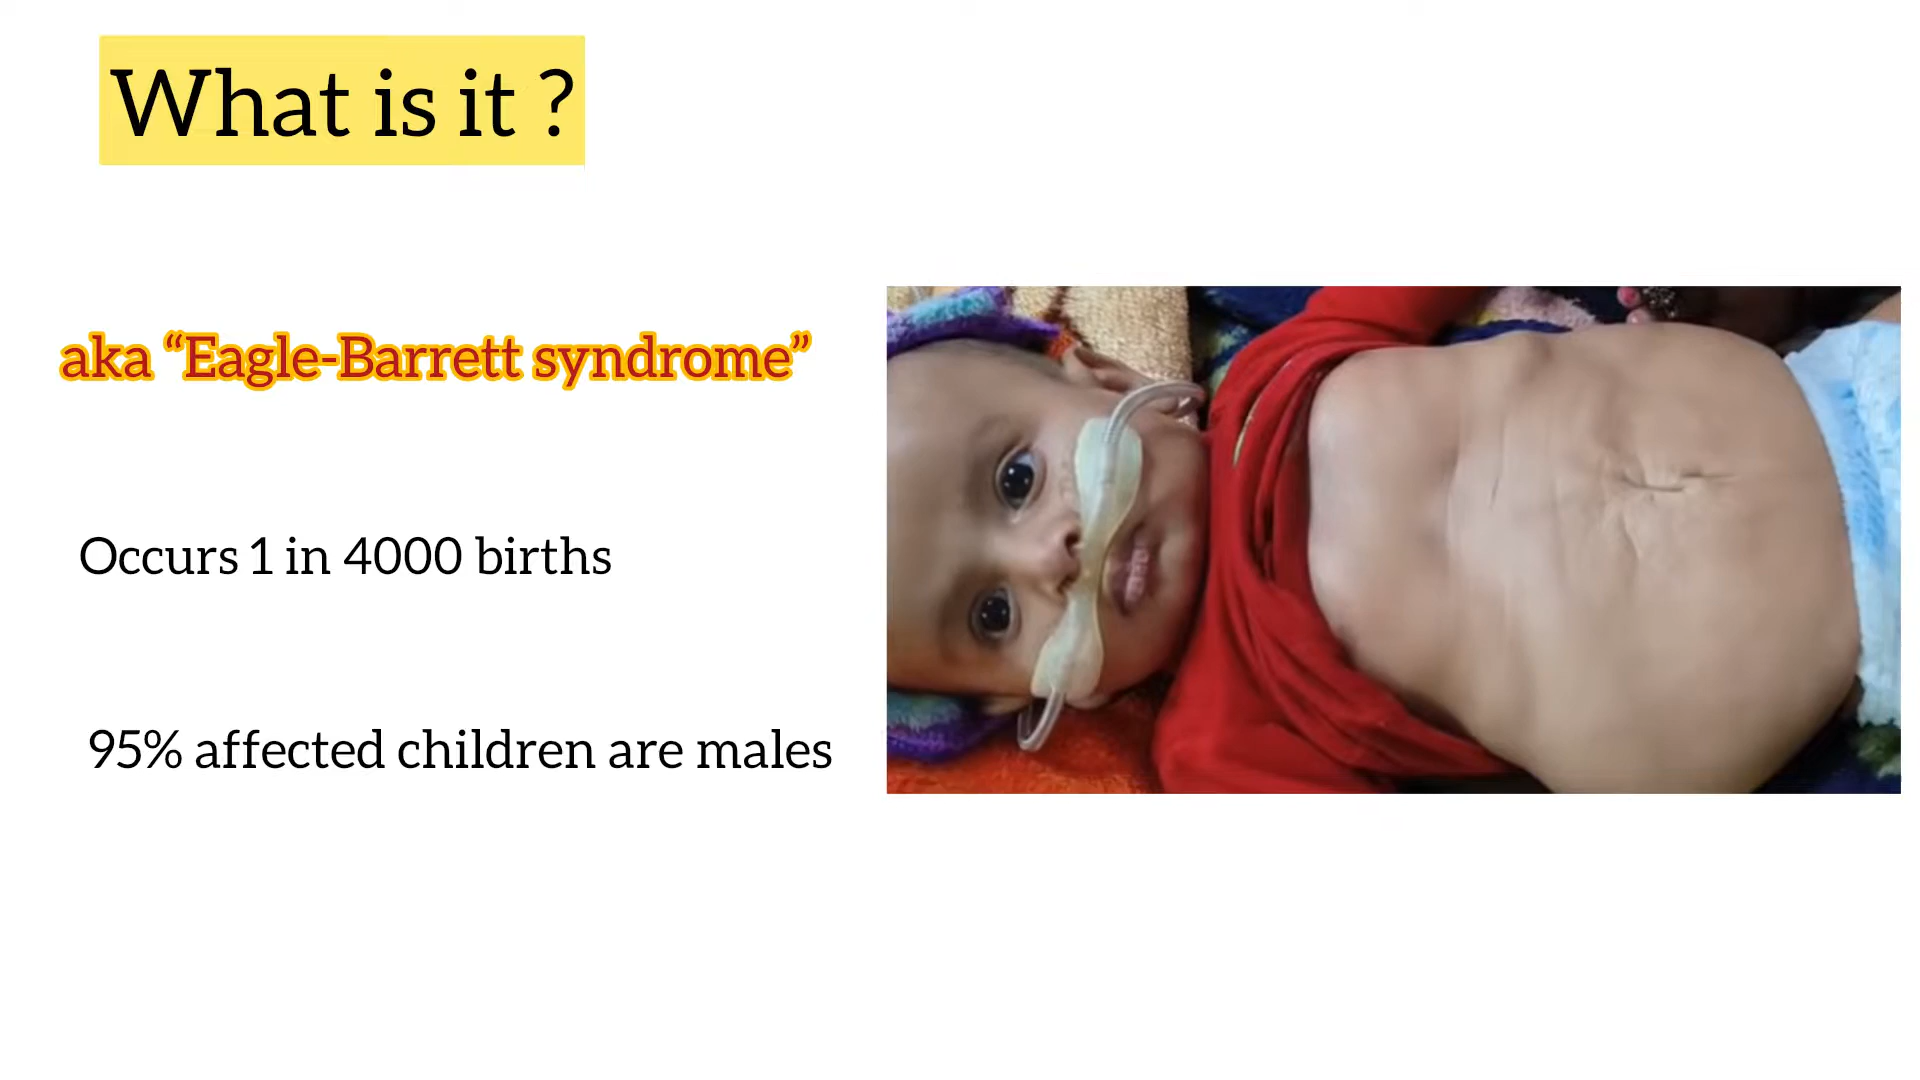 What is it ?
aka “Eagle-Barrett syndrome”
Occurs 1 in 4000 births
95% affected children are males